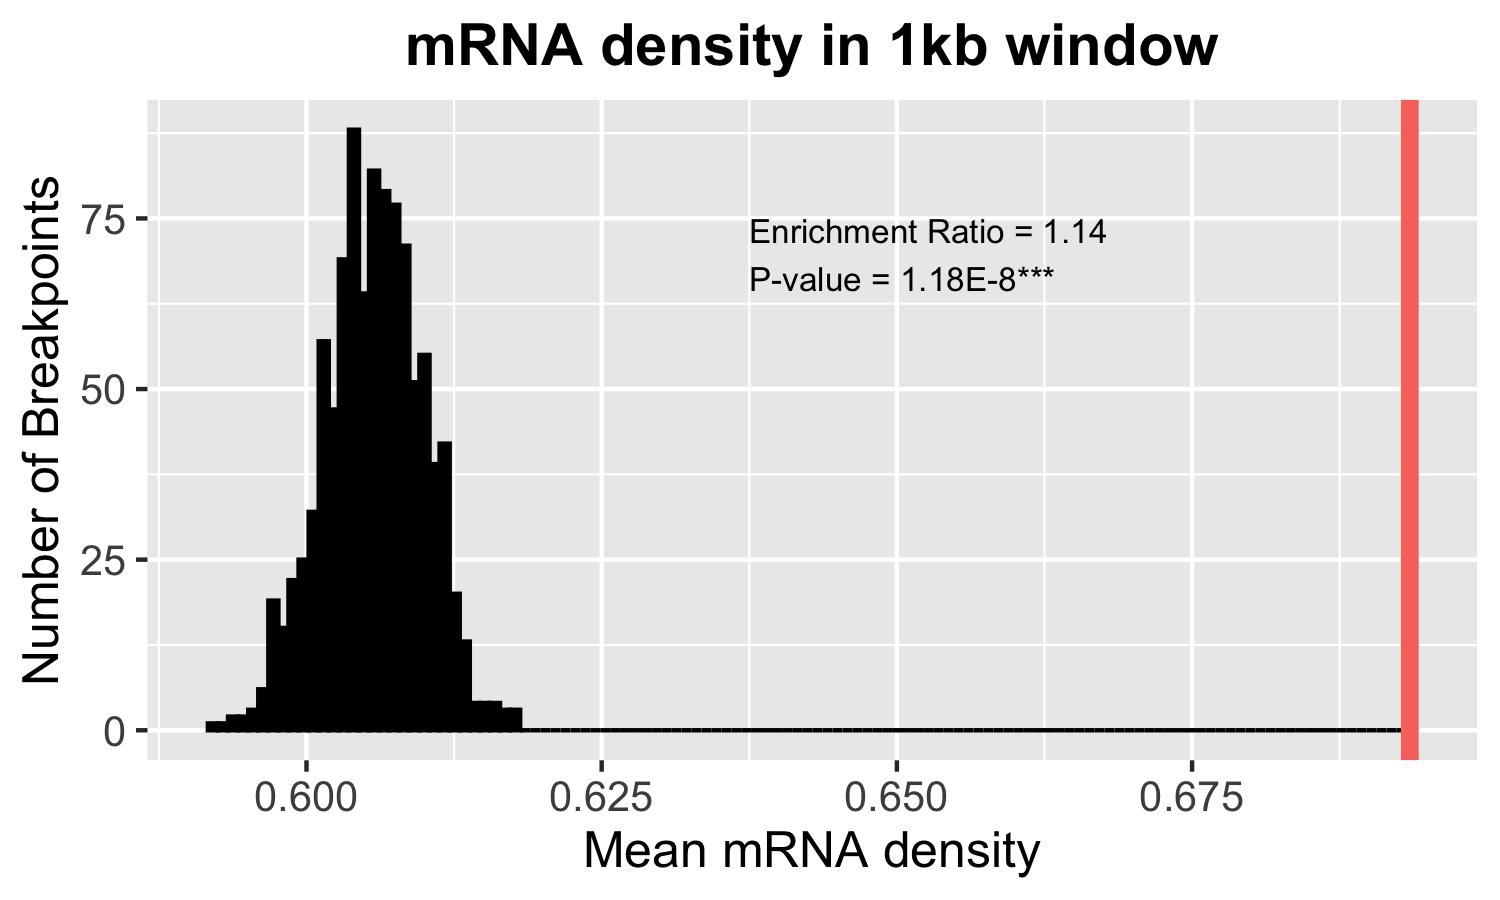 mRNA density in 1kb window
Number of Breakpoints
75
50
25
0
Enrichment Ratio = 1.14
P-value = 1.18E-8***
0.600 0.625 0.650 0.675
Mean mRNA density